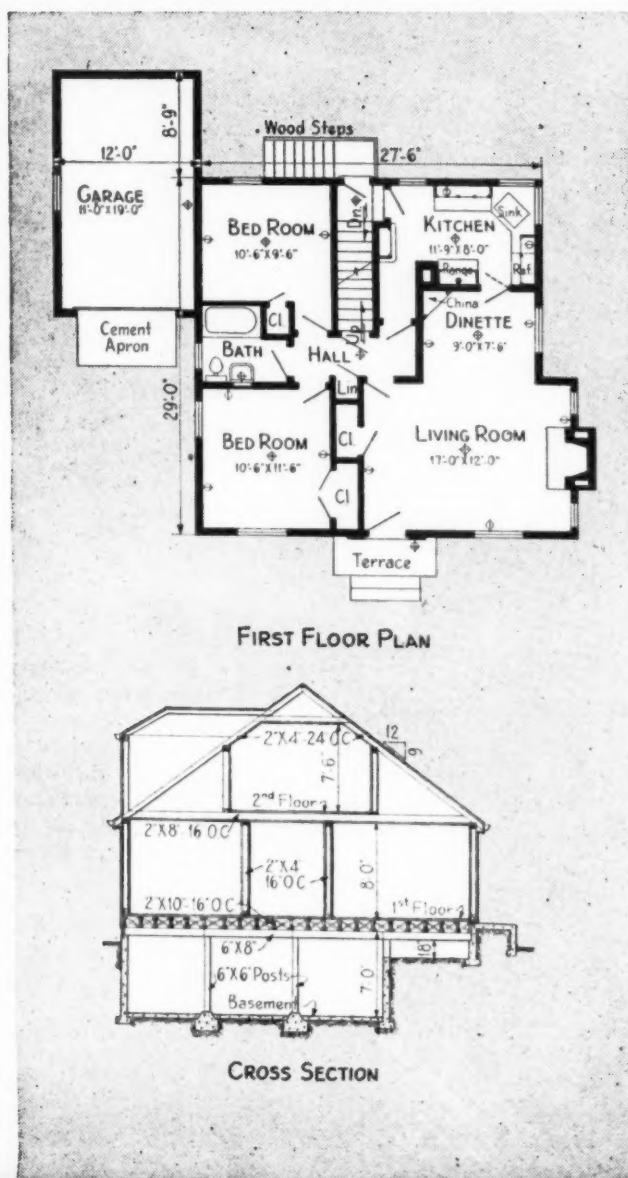 Wood Steps
8'-9"
12'-0"
27'-6"
GARAGE
11'-0"X19'-0"
BED ROOM
10'-6"X9'-6"
Dn.
KITCHEN
11'-9"X8'-0"
Sink
Range
Ref.
China
DINETTE
9'-0"X7'-6"
Cement
Apron
Cl.
Up
BATH
HALL
29'-0"
Lin
BED ROOM
10'-6"X11'-6"
Cl.
LIVING ROOM
17'-0"X12'-0"
Cl
Terrace
FIRST FLOOR PLAN
2"X4"-24 O.C
12
9
7'-6"
2nd Floor
2"X8"-16 O.C
2"X4"
16"O.C
8'-0"
2"X10"-16"O.C
1st Floor
6"X8"
18"
6"X6" Posts
7'-0"
Basement
CROSS SECTION